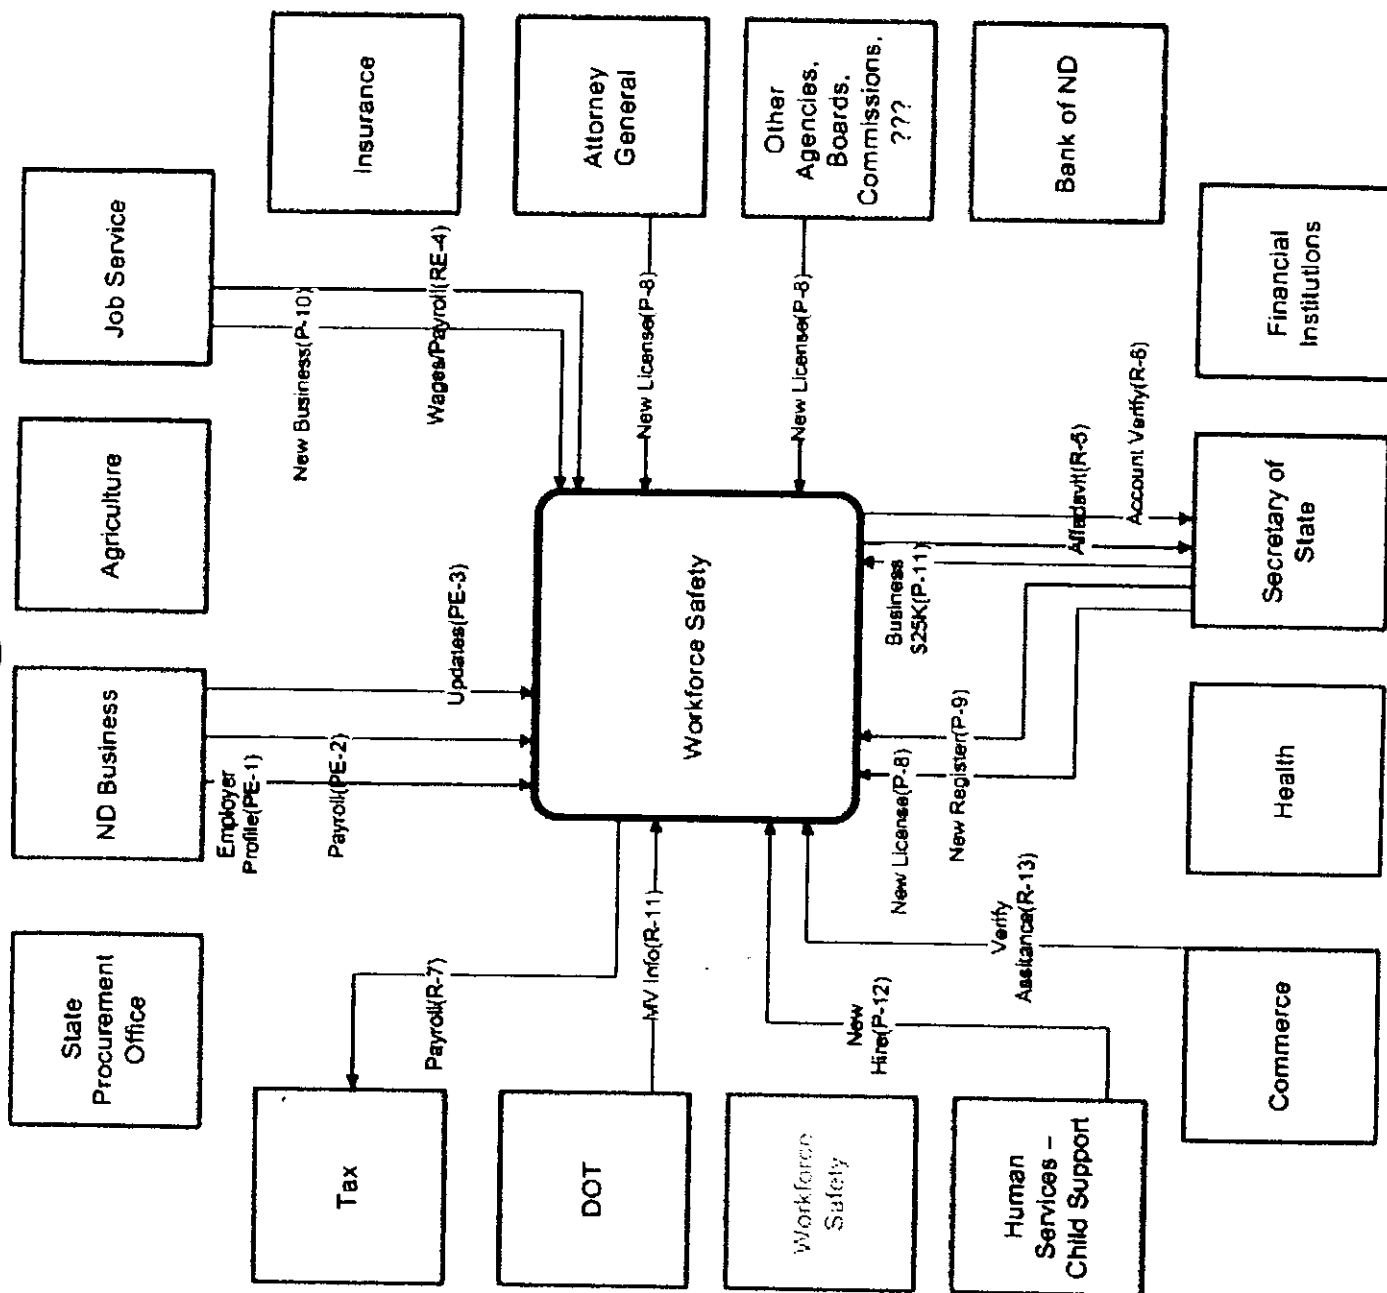 State
Procurement
Office
ND Business
Agriculture
Job Service
Tax
Employer
Profile(PE-1)
Payroll(PE-2)
Updates(PE-3)
New Business(P-10)
Wages/Payroll(RE-4)
Insurance
Payroll(R-7)
DOT
MV Info(R-11)
Workforce Safety
New License(P-8)
Attorney
General
Workforce
Safety
New License(P-8)
Other
Agencies,
Boards,
Commissions,
???
Human
Services –
Child Support
New
Hire(P-12)
Verify
Assitance(R-13)
New License(P-8)
New Register(P-9)
Business
$25K(P-11)
Affadavit(R-5)
Account Verify(R-6)
Bank of ND
Commerce
Health
Secretary of
State
Financial
Institutions